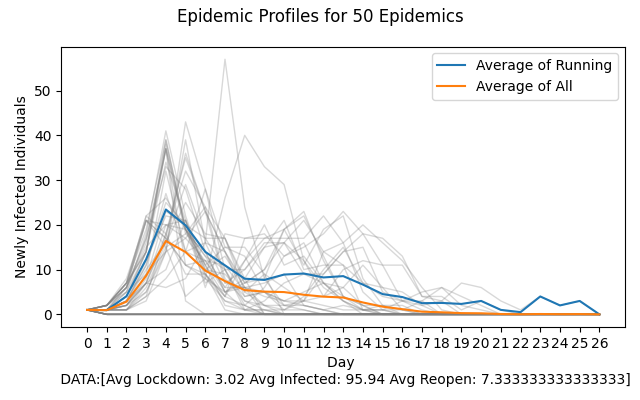 Epidemic Profiles for 50 Epidemics
Average of Running
Average of All
Newly Infected Individuals
50
40
30
20
10
0
0 1 2 3 4 5 6 7 8 9 10 11 12 13 14 15 16 17 18 19 20 21 22 23 24 25 26
Day
DATA:[Avg Lockdown: 3.02 Avg Infected: 95.94 Avg Reopen: 7.333333333333333]